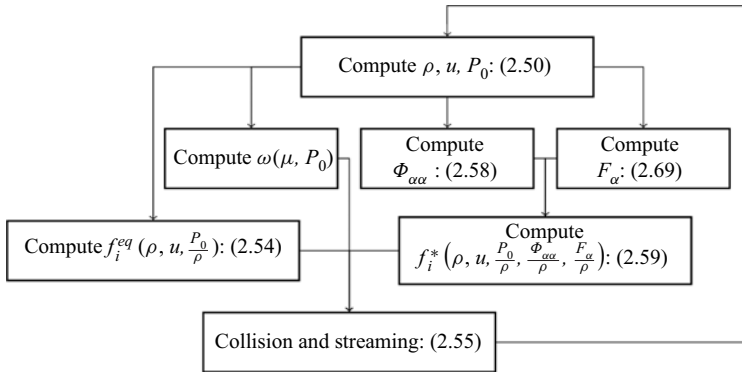 Compute ρ, u, P₀: (2.50)
Compute ω(μ, P₀)
Compute
Φ_αα : (2.58)
Compute
F_α: (2.69)
Compute f_i^eq (ρ, u, P₀/ρ): (2.54)
Compute
f_i^* (ρ, u, P₀/ρ, Φ_αα/ρ, F_α/ρ): (2.59)
Collision and streaming: (2.55)